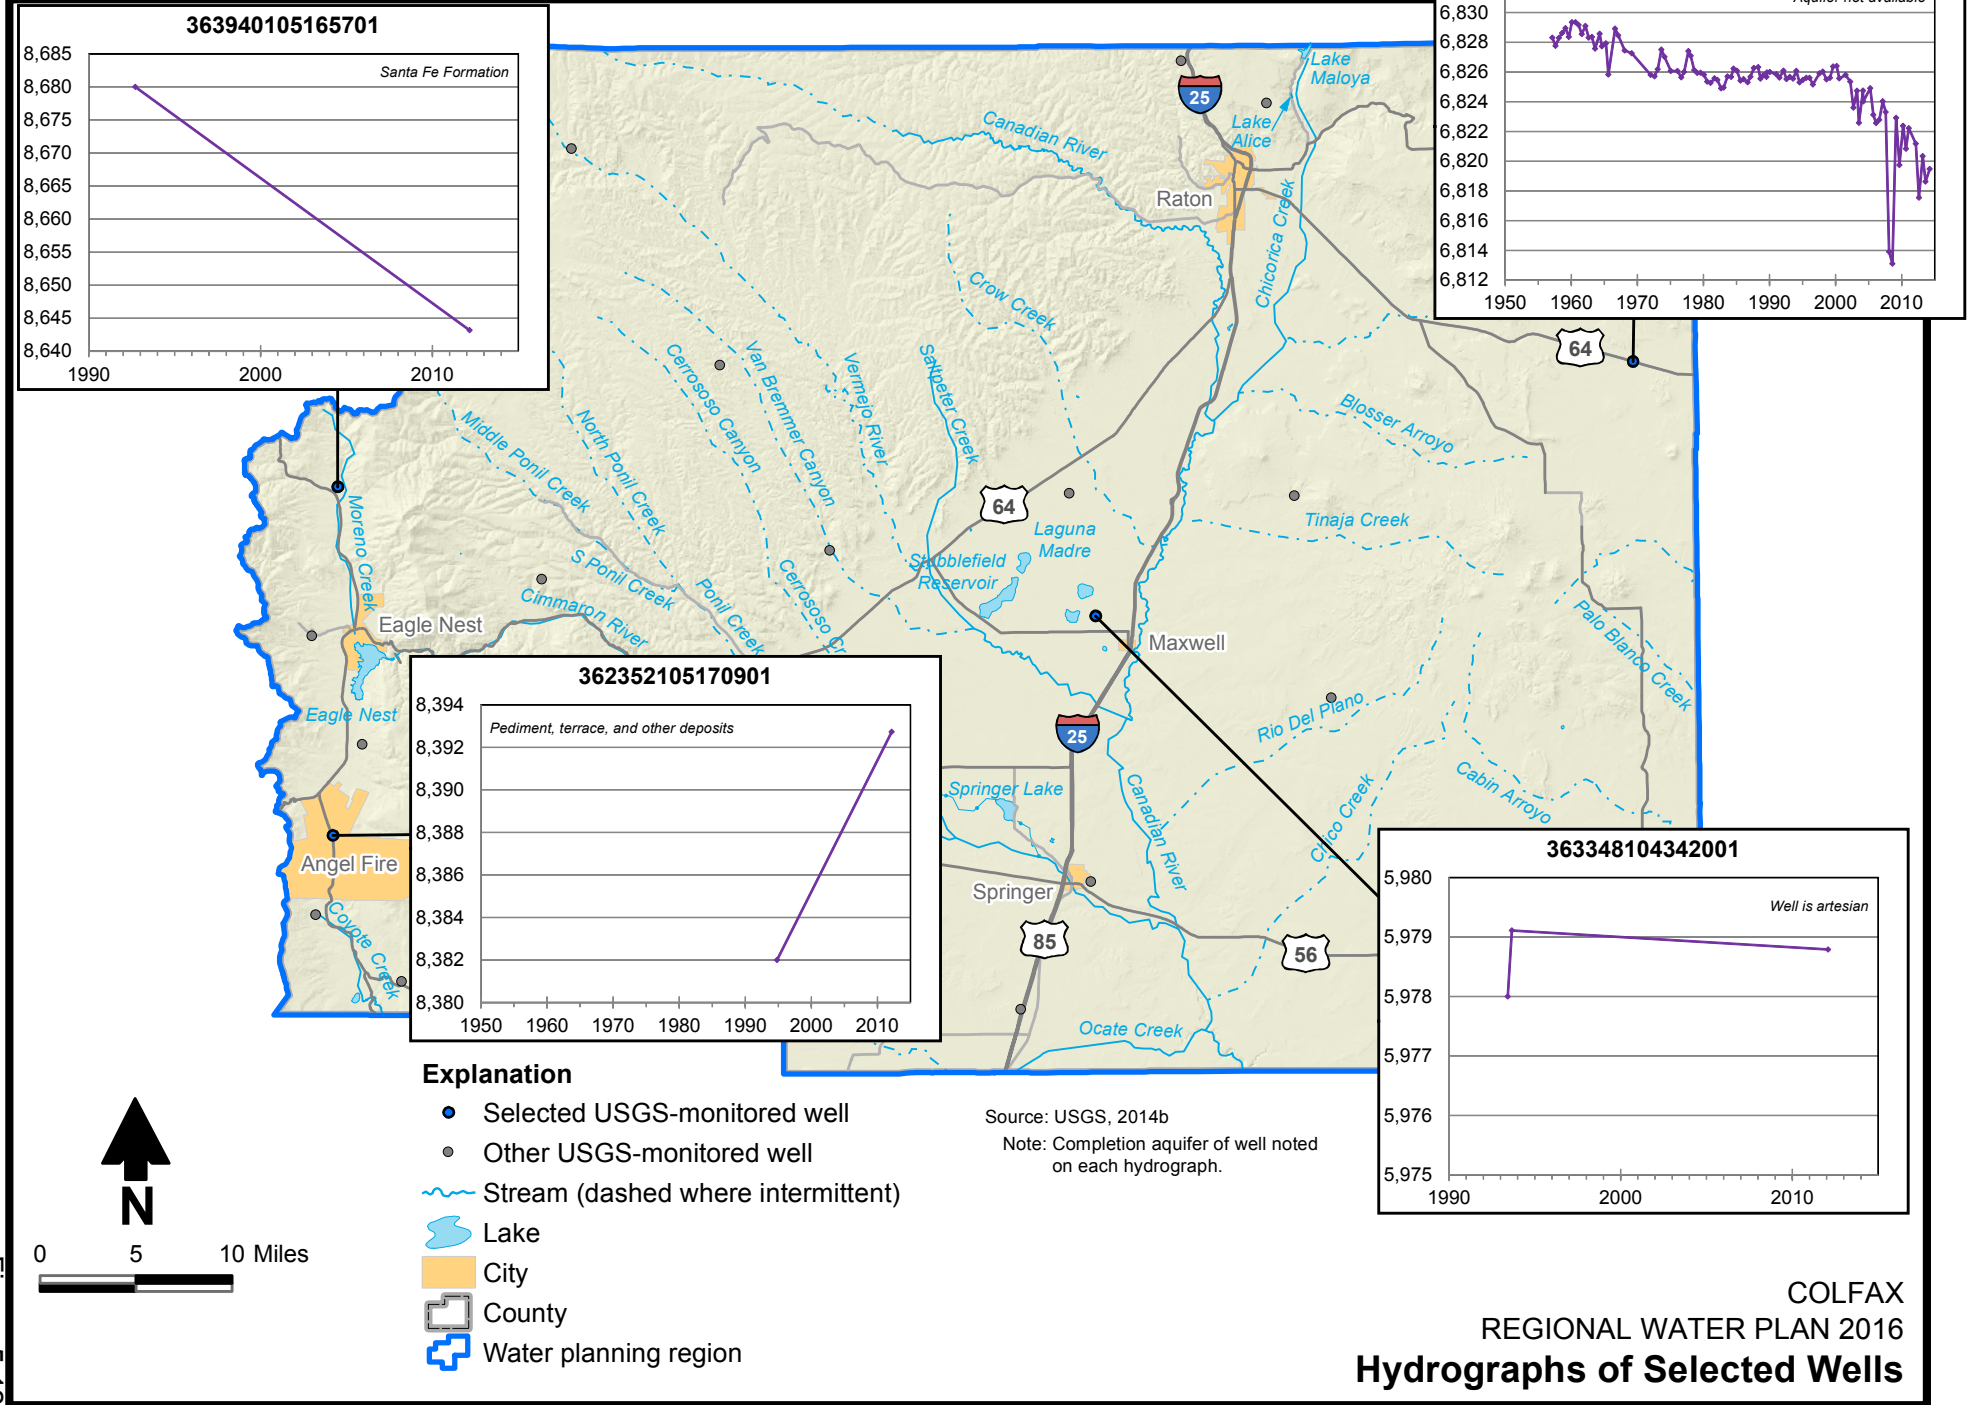 363940105165701
8,685
8,680
8,675
8,670
8,665
8,660
8,655
8,650
8,645
8,640
Santa Fe Formation
1990 2000 2010
6,830
6,828
6,826
6,824
6,822
6,820
6,818
6,816
6,814
6,812
Aquifer not available
1950 1960 1970 1980 1990 2000 2010
Lake
Maloya
25
Lake
Alice
Canadian River
Raton
Chicorica Creek
Crow Creek
64
Cerrososo Canyon
Van Bremmer Canyon
Vermejo River
Saltpeter Creek
Blosser Arroyo
Middle Ponil Creek
North Ponil Creek
64
Moreno Creek
Laguna
Madre
Tinaja Creek
Stubblefield
Reservoir
S Ponil Creek
Ponil Creek
Cerrososo Cr
Cimmaron River
Eagle Nest
Maxwell
Palo Blanco Creek
Eagle Nest
Rio Del Plano
25
Springer Lake
Canadian River
Chico Creek
Cabin Arroyo
Angel Fire
Springer
Coyote Creek
85
56
Ocate Creek
362352105170901
8,394
8,392
8,390
8,388
8,386
8,384
8,382
8,380
Pediment, terrace, and other deposits
1950 1960 1970 1980 1990 2000 2010
363348104342001
5,980
5,979
5,978
5,977
5,976
5,975
Well is artesian
1990 2000 2010
Explanation
Selected USGS-monitored well
Other USGS-monitored well
Stream (dashed where intermittent)
Lake
City
County
Water planning region
Source: USGS, 2014b
Note: Completion aquifer of well noted
on each hydrograph.
N
0 5 10 Miles
COLFAX
REGIONAL WATER PLAN 2016
Hydrographs of Selected Wells